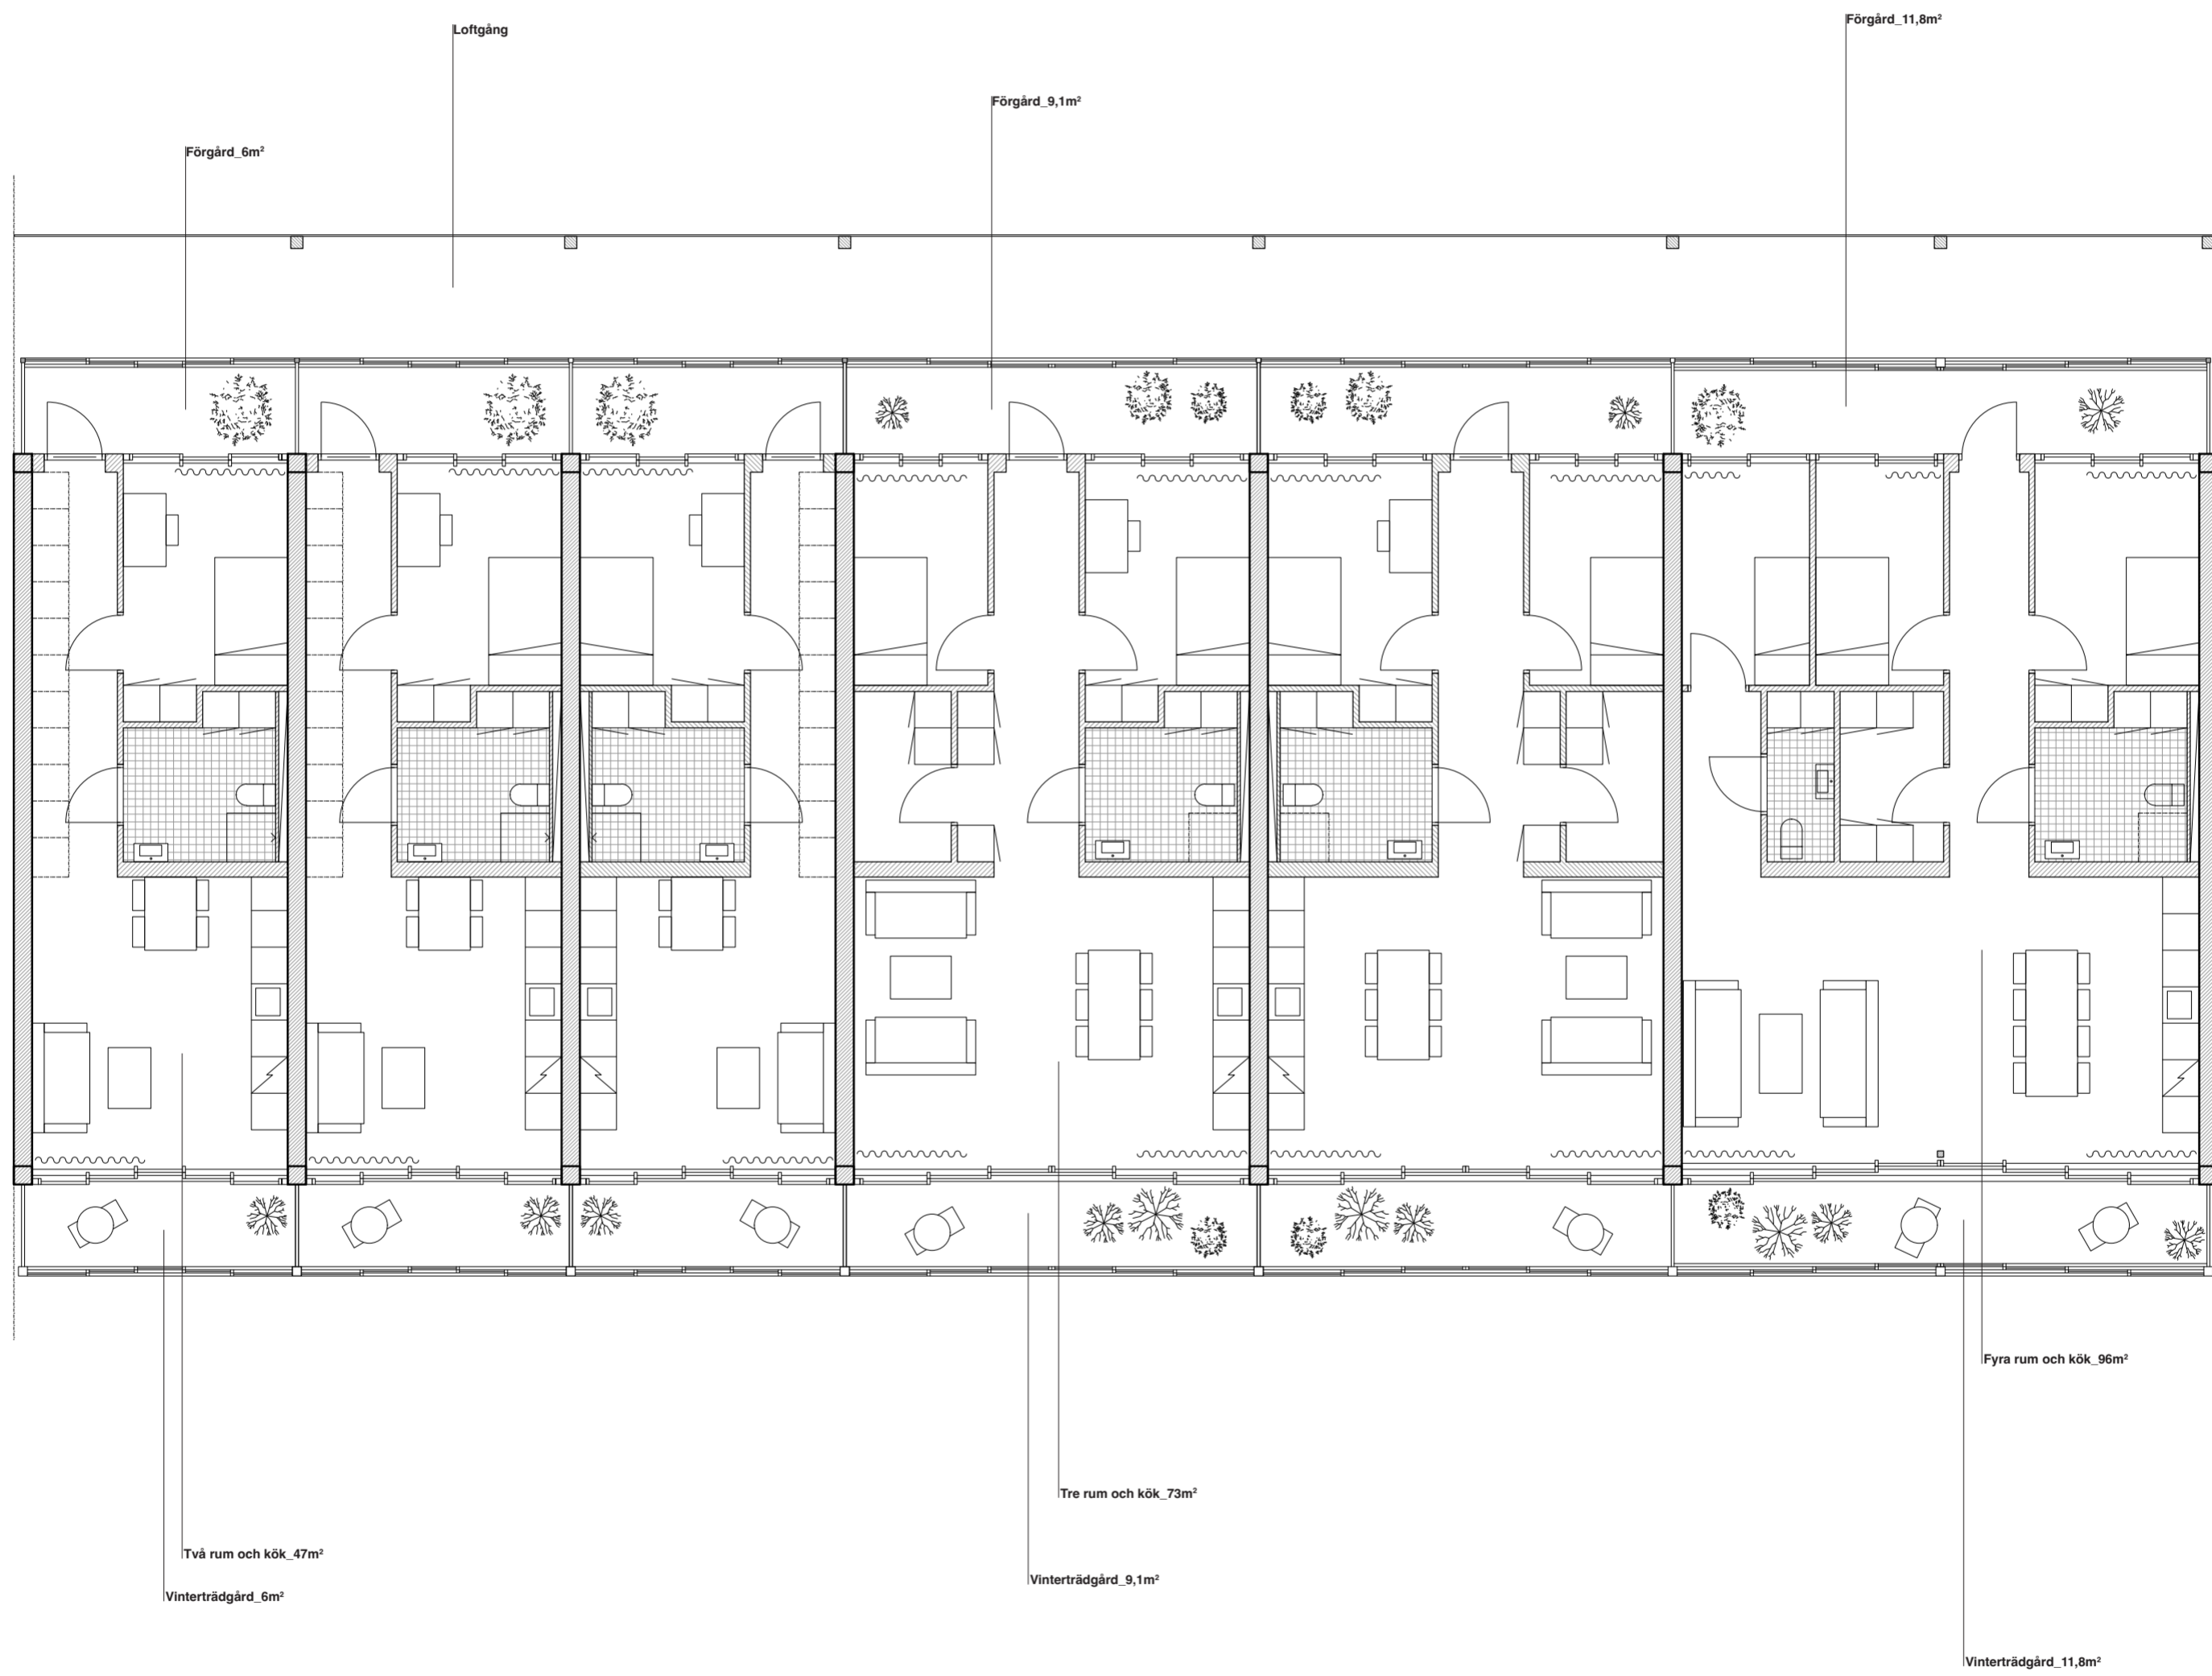 Förgård_11,8m²
Loftgång
Förgård_9,1m²
Förgård_6m²
Fyra rum och kök_96m²
Tre rum och kök_73m²
Två rum och kök_47m²
Vinterträdgård_9,1m²
Vinterträdgård_6m²
Vinterträdgård_11,8m²